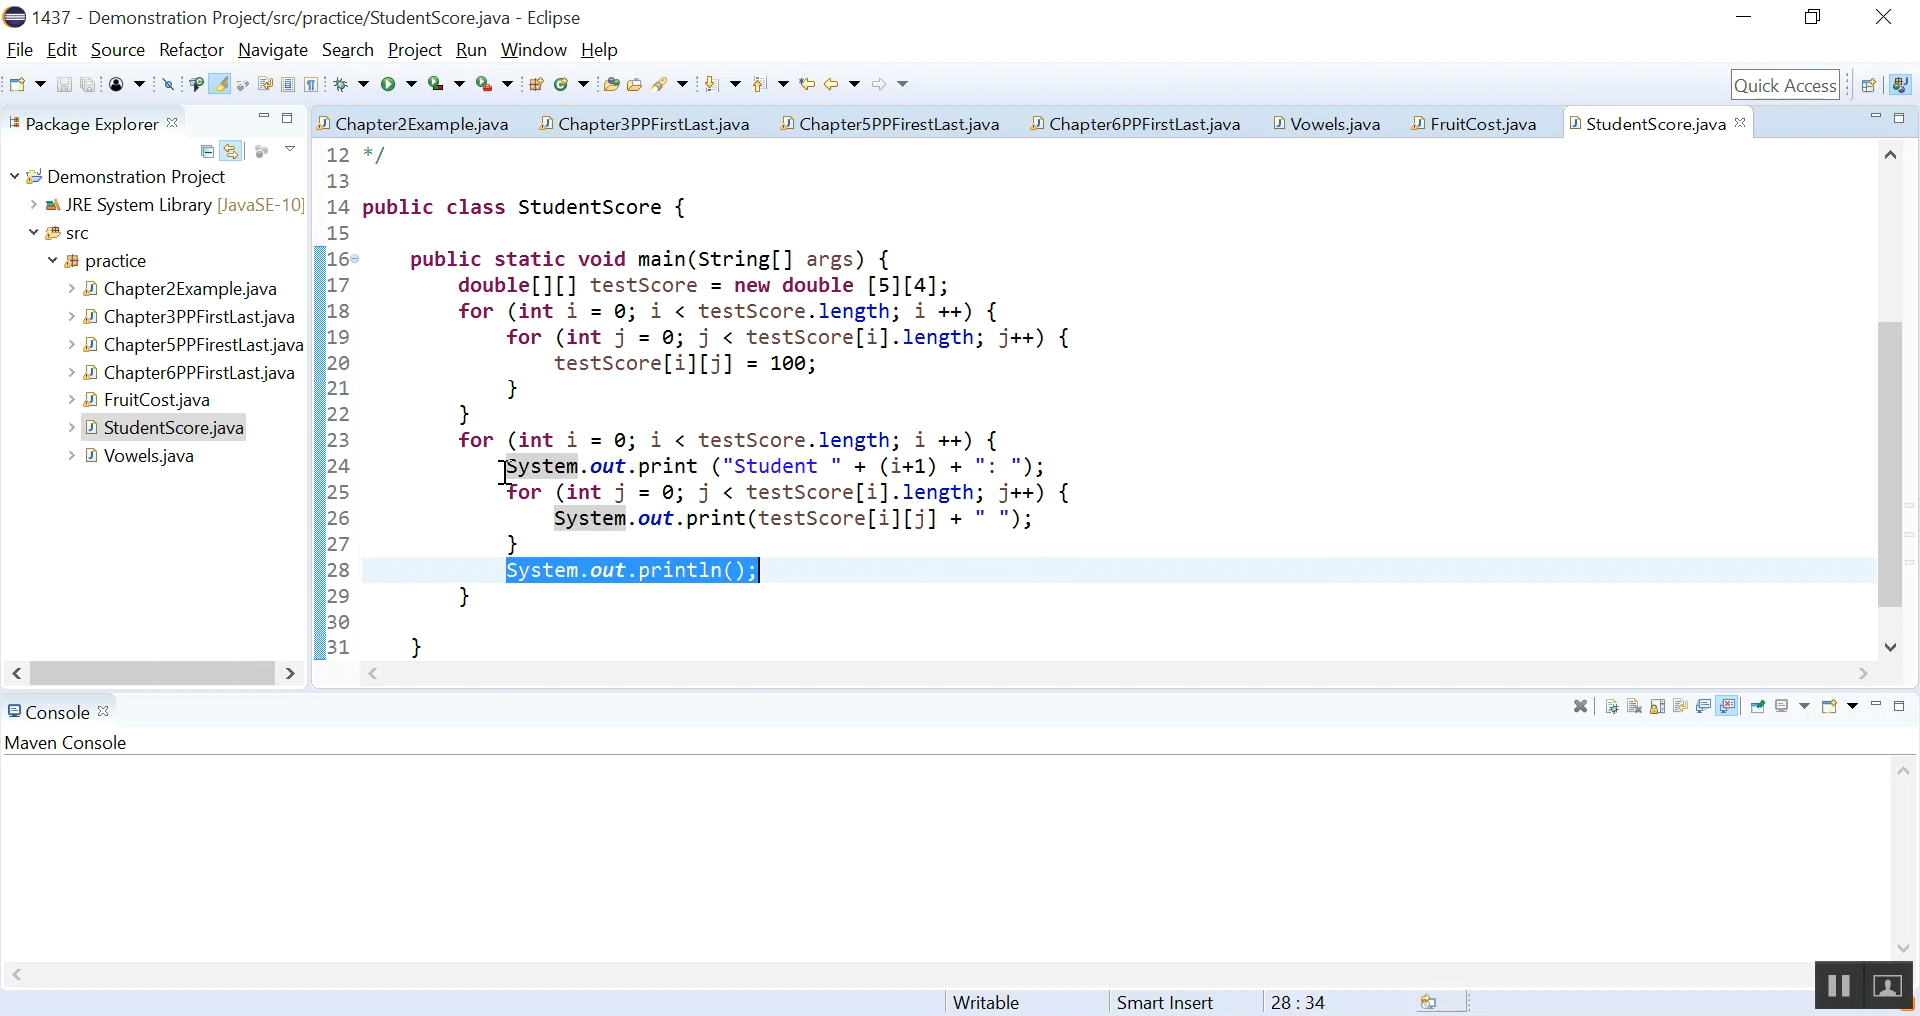 1437 - Demonstration Project/src/practice/StudentScore.java - Eclipse
File Edit Source Refactor Navigate Search Project Run Window Help
Quick Access
Package Explorer
Chapter2Example.java Chapter3PPFirstLast.java Chapter5PPFirestLast.java Chapter6PPFirstLast.java Vowels.java FruitCost.java StudentScore.java
Demonstration Project
JRE System Library [JavaSE-10]
src
practice
Chapter2Example.java
Chapter3PPFirstLast.java
Chapter5PPFirestLast.java
Chapter6PPFirstLast.java
FruitCost.java
StudentScore.java
Vowels.java
12 */
13
14 public class StudentScore {
15
16 public static void main(String[] args) {
17 double[][] testScore = new double [5][4];
18 for (int i = 0; i < testScore.length; i ++) {
19 for (int j = 0; j < testScore[i].length; j++) {
20 testScore[i][j] = 100;
21 }
22 }
23 for (int i = 0; i < testScore.length; i ++) {
24 System.out.print ("Student " + (i+1) + ": ");
25 for (int j = 0; j < testScore[i].length; j++) {
26 System.out.print(testScore[i][j] + " ");
27 }
28 System.out.println();
29 }
30
31 }
Console
Maven Console
Writable Smart Insert 28 : 34